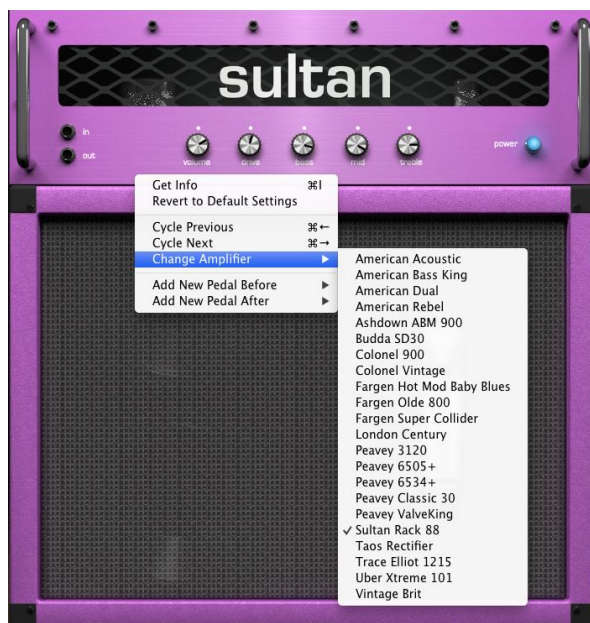 sultan
in
out
volume
drive
bass
mid
treble
power
Get Info ⌘I
Revert to Default Settings
Cycle Previous ⌘←
Cycle Next ⌘→
Change Amplifier ▶
Add New Pedal Before ▶
Add New Pedal After ▶
American Acoustic
American Bass King
American Dual
American Rebel
Ashdown ABM 900
Budda SD30
Colonel 900
Colonel Vintage
Fargen Hot Mod Baby Blues
Fargen Olde 800
Fargen Super Collider
London Century
Peavey 3120
Peavey 6505+
Peavey 6534+
Peavey Classic 30
Peavey ValveKing
✓ Sultan Rack 88
Taos Rectifier
Trace Elliot 1215
Uber Xtreme 101
Vintage Brit